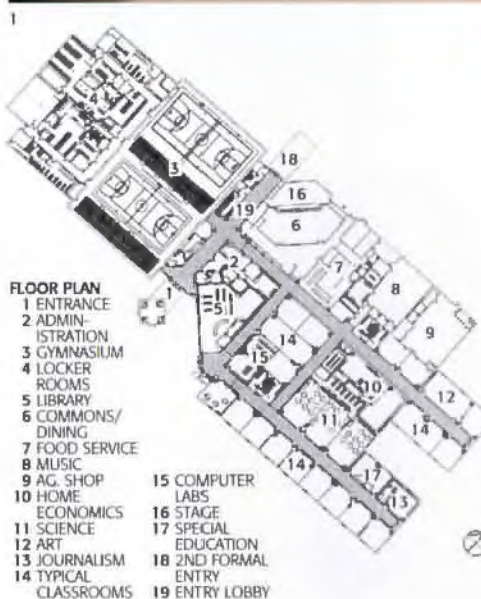 1
4
3
18
16
19
6
2
7
1
5
8
14
9
15
10
12
11
14
14
17
13
FLOOR PLAN
1 ENTRANCE
2 ADMIN-
ISTRATION
3 GYMNASIUM
4 LOCKER
ROOMS
5 LIBRARY
6 COMMONS/
DINING
7 FOOD SERVICE
8 MUSIC
9 AG. SHOP
10 HOME
ECONOMICS
11 SCIENCE
12 ART
13 JOURNALISM
14 TYPICAL
CLASSROOMS
15 COMPUTER
LABS
16 STAGE
17 SPECIAL
EDUCATION
18 2ND FORMAL
ENTRY
19 ENTRY LOBBY